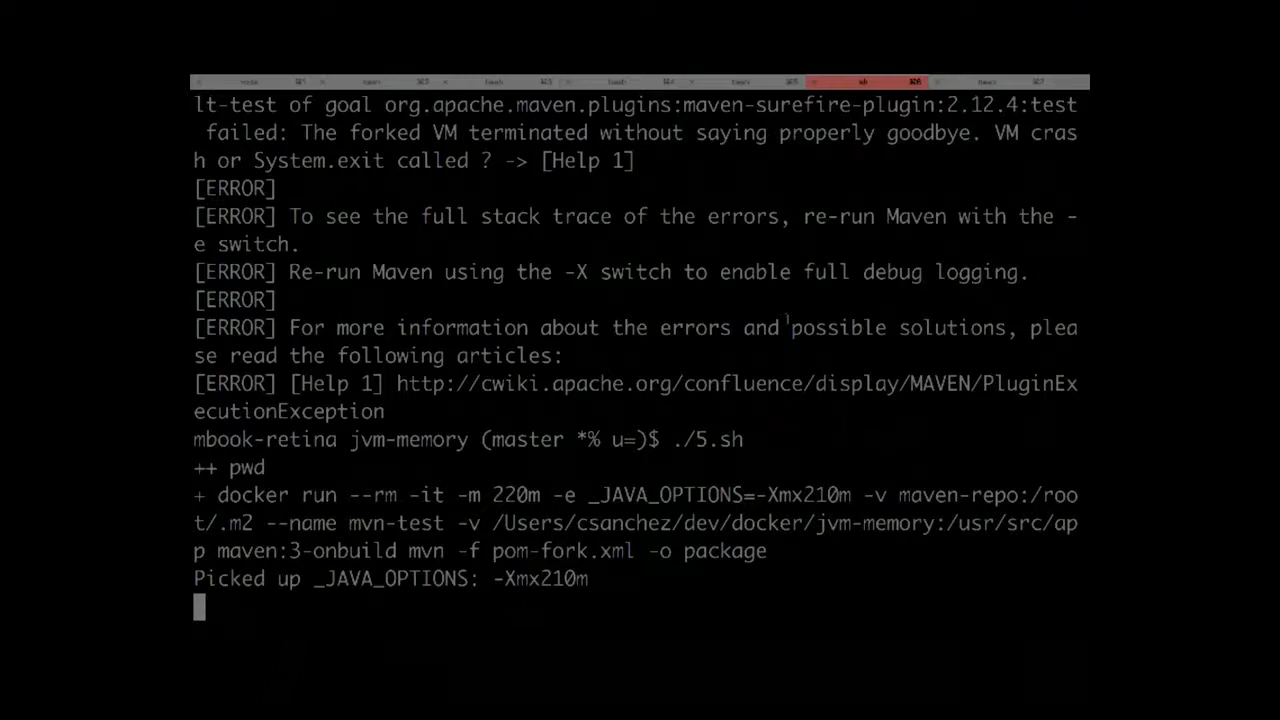 lt-test of goal org.apache.maven.plugins:maven-surefire-plugin:2.12.4:test
failed: The forked VM terminated without saying properly goodbye. VM cras
h or System.exit called ? -> [Help 1]
[ERROR]
[ERROR] To see the full stack trace of the errors, re-run Maven with the -
e switch.
[ERROR] Re-run Maven using the -X switch to enable full debug logging.
[ERROR]
[ERROR] For more information about the errors and possible solutions, plea
se read the following articles:
[ERROR] [Help 1] http://cwiki.apache.org/confluence/display/MAVEN/PluginEx
ecutionException
mbook-retina jvm-memory (master *% u=)$ ./5.sh
++ pwd
+ docker run --rm -it -m 220m -e _JAVA_OPTIONS=-Xmx210m -v maven-repo:/roo
t/.m2 --name mvn-test -v /Users/csanchez/dev/docker/jvm-memory:/usr/src/ap
p maven:3-onbuild mvn -f pom-fork.xml -o package
Picked up _JAVA_OPTIONS: -Xmx210m